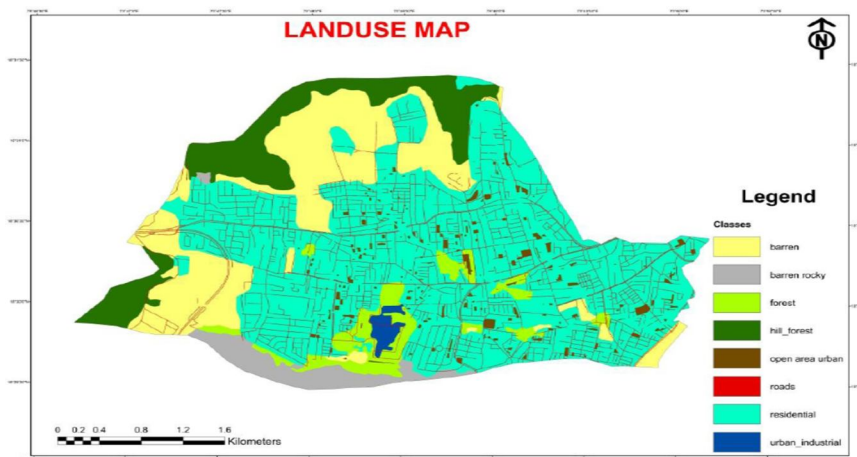 LANDUSE MAP
N
Legend
Classes
barren
barren rocky
forest
hill_forest
open area urban
roads
residential
urban_industrial
0 0.2 0.4 0.8 1.2 1.6
Kilometers